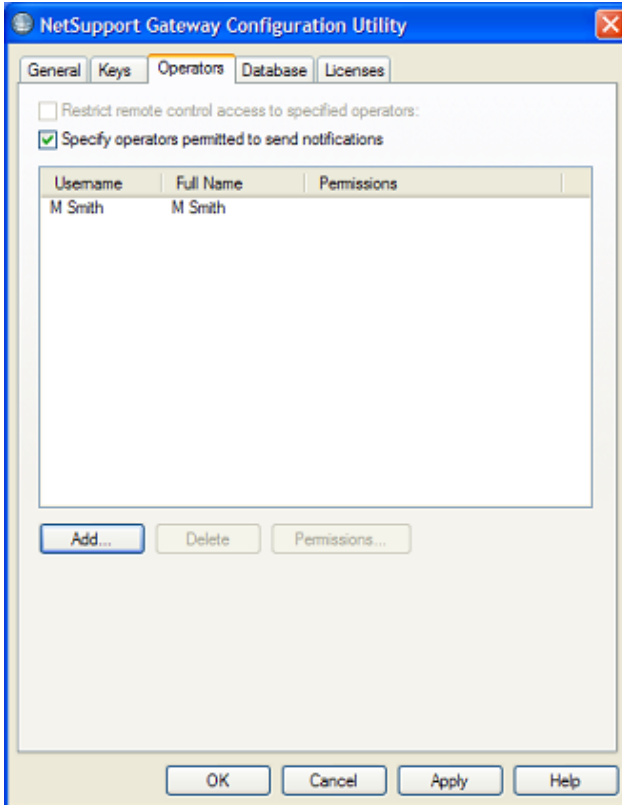 NetSupport Gateway Configuration Utility
General Keys Operators Database Licenses
Restrict remote control access to specified operators:
Specify operators permitted to send notifications
Username Full Name Permissions
M Smith M Smith
Add... Delete Permissions...
OK Cancel Apply Help